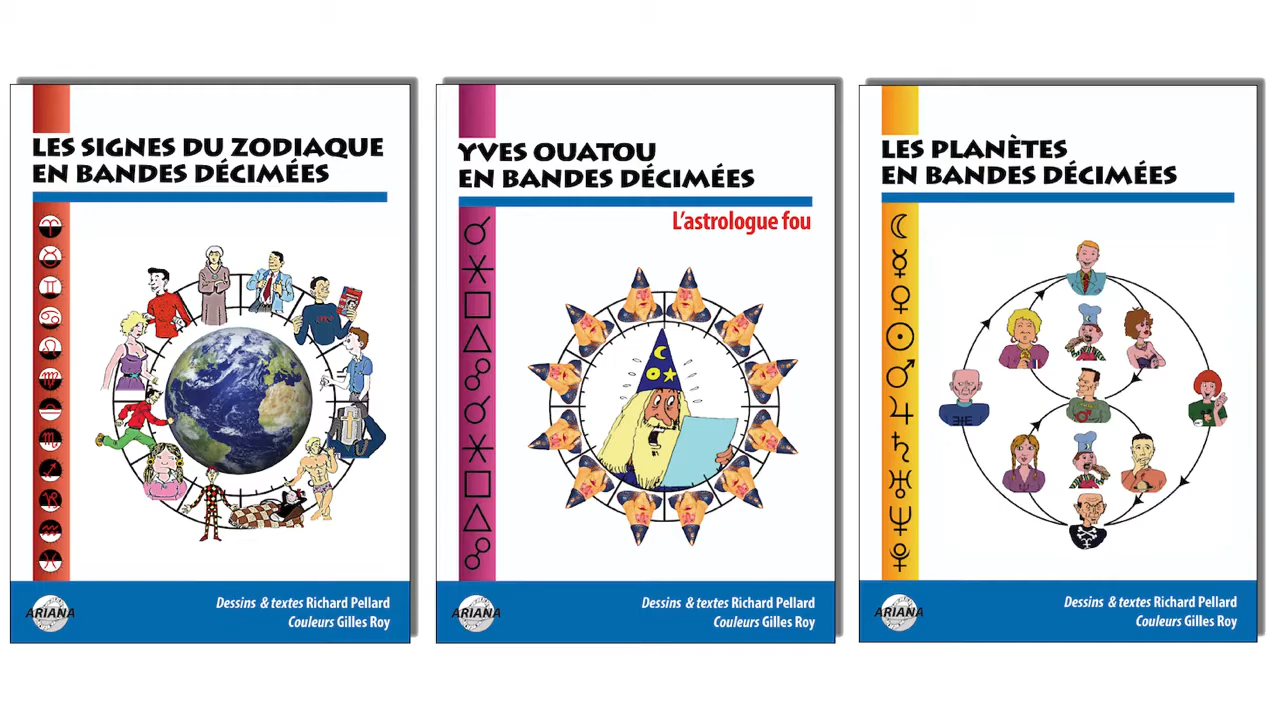 LES SIGNES DU ZODIAQUE
EN BANDES DÉCIMÉES
ARIANA
Dessins & textes Richard Pellard
Couleurs Gilles Roy
YVES OUATOU
EN BANDES DÉCIMÉES
L'astrologue fou
ARIANA
Dessins & textes Richard Pellard
Couleurs Gilles Roy
LES PLANÈTES
EN BANDES DÉCIMÉES
ARIANA
Dessins & textes Richard Pellard
Couleurs Gilles Roy